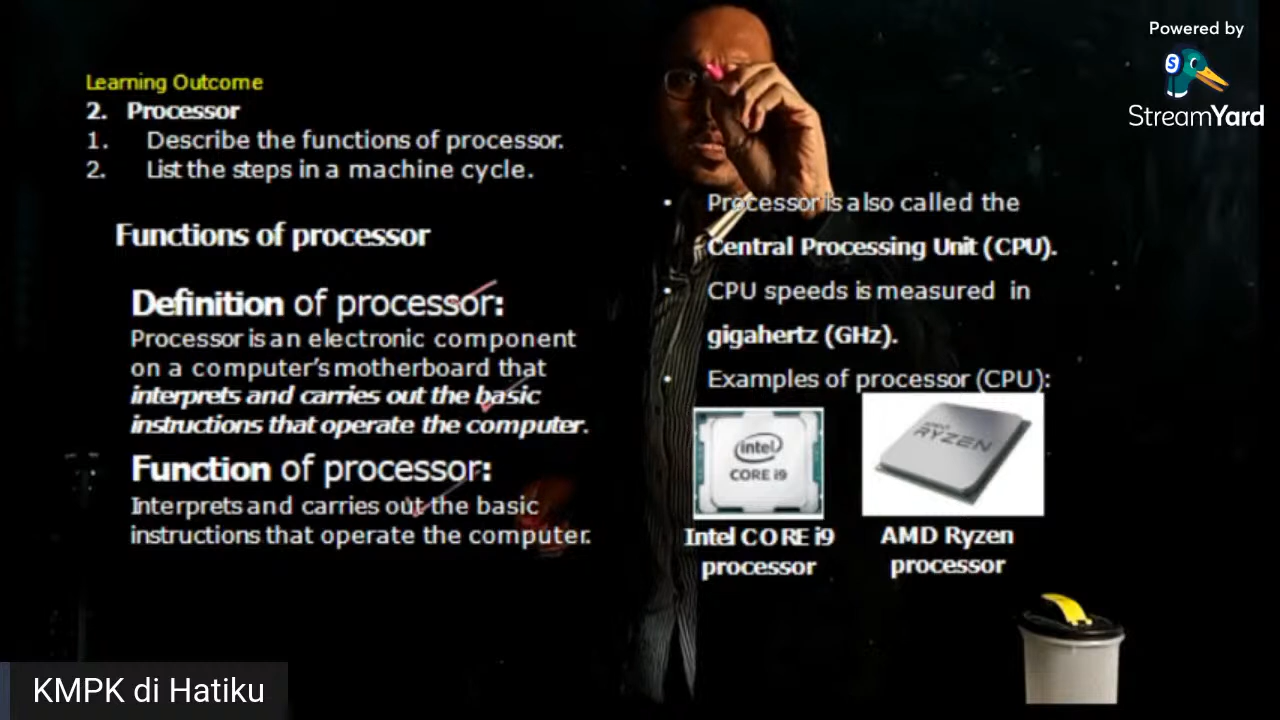 Powered by
StreamYard
Learning Outcome
2. Processor
1. Describe the functions of processor.
2. List the steps in a machine cycle.
Functions of processor
Definition of processor:
Processor is an electronic component
on a computer's motherboard that
interprets and carries out the basic
instructions that operate the computer.
Function of processor:
Interprets and carries out the basic
instructions that operate the computer.
• Processor is also called the
Central Processing Unit (CPU).
• CPU speeds is measured in
gigahertz (GHz).
• Examples of processor (CPU):
intel
CORE i9
AMD
RYZEN
Intel CORE i9
processor
AMD Ryzen
processor
KMPK di Hatiku